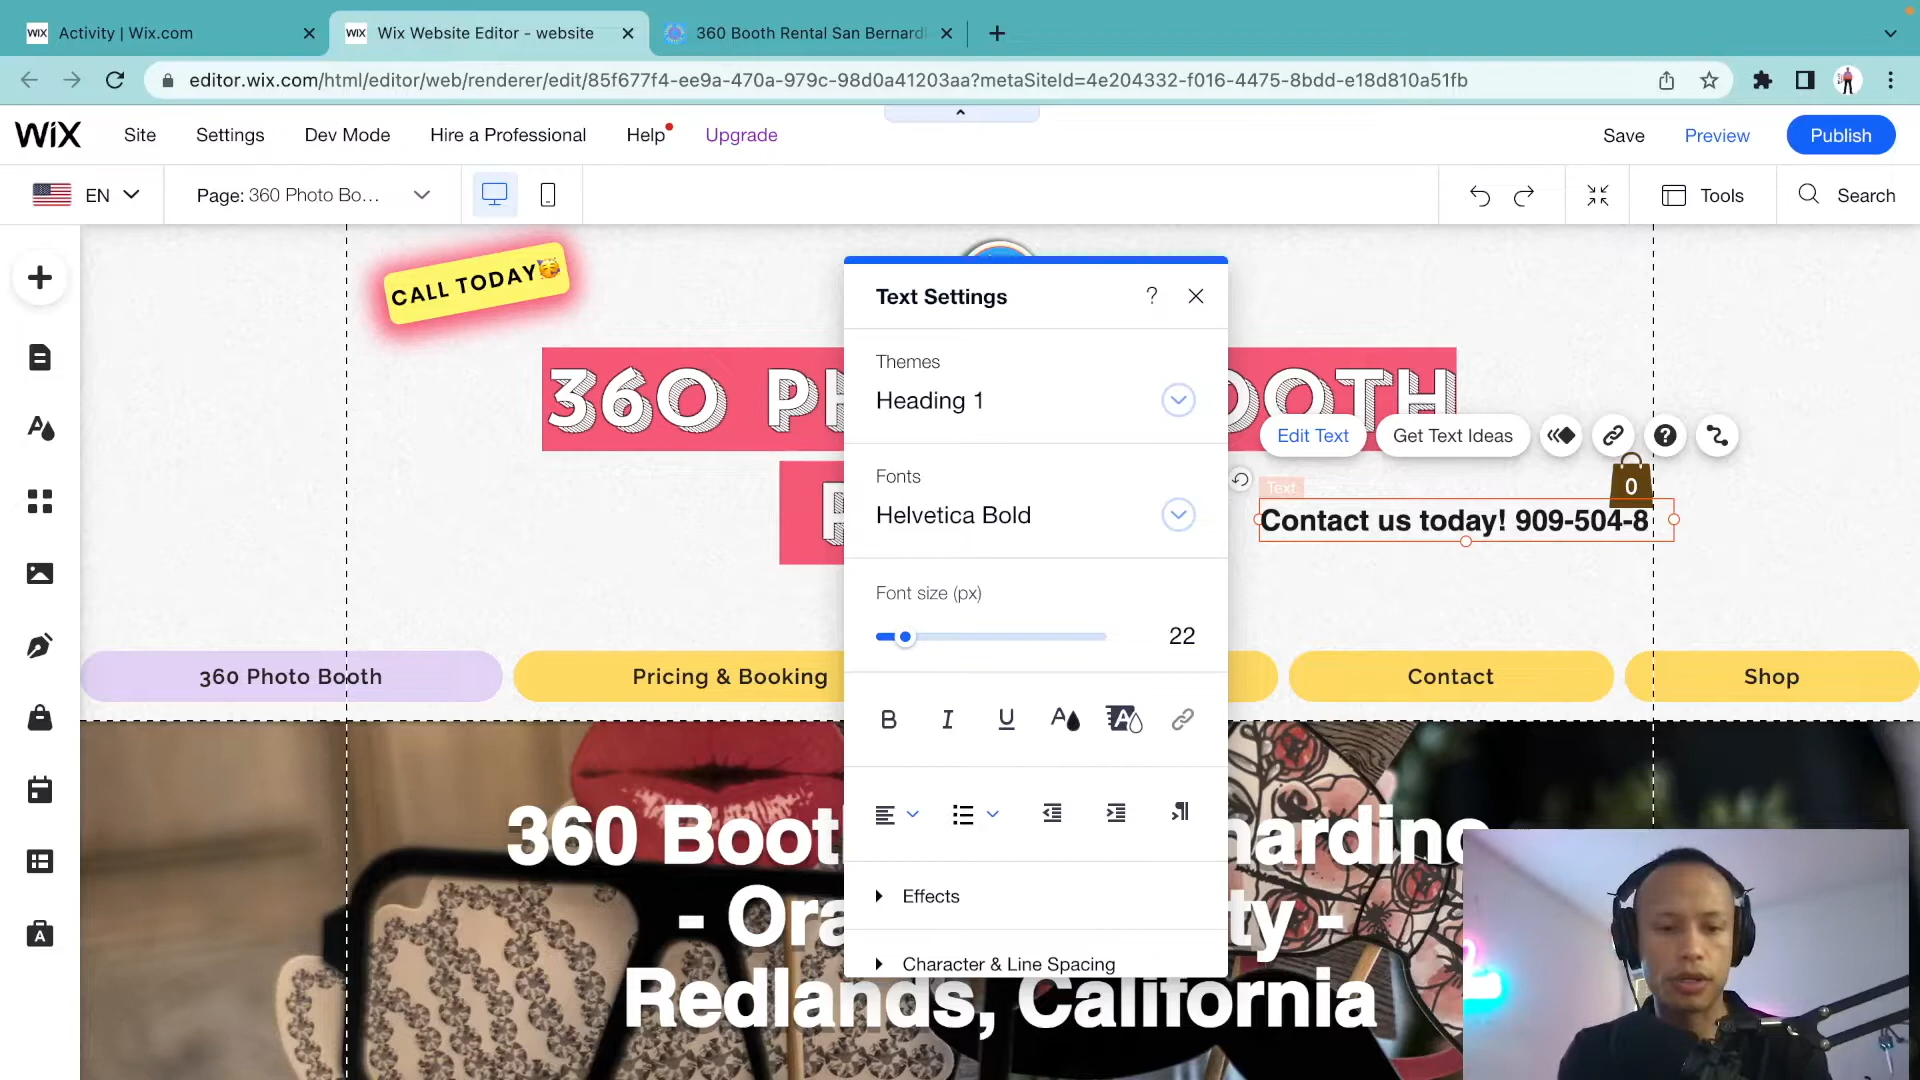 WiX Activity | Wix.com
WiX Wix Website Editor - website
360 Booth Rental San Bernardi
editor.wix.com/html/editor/web/renderer/edit/85f677f4-ee9a-470a-979c-98d0a41203aa?metaSiteId=4e204332-f016-4475-8bdd-e18d810a51fb
WiX Site Settings Dev Mode Hire a Professional Help Upgrade Save Preview Publish
EN Page: 360 Photo Bo... Tools Search
CALL TODAY🥳
Text Settings ?
Themes
Heading 1
Fonts
Helvetica Bold
Font size (px)
22
B I U A A
Effects
Character & Line Spacing
360 PH OOTH
Edit Text Get Text Ideas ?
Text
0
Contact us today! 909-504-8
360 Photo Booth Pricing & Booking Contact Shop
360 Boot nardino
- Ora ty -
Redlands, California